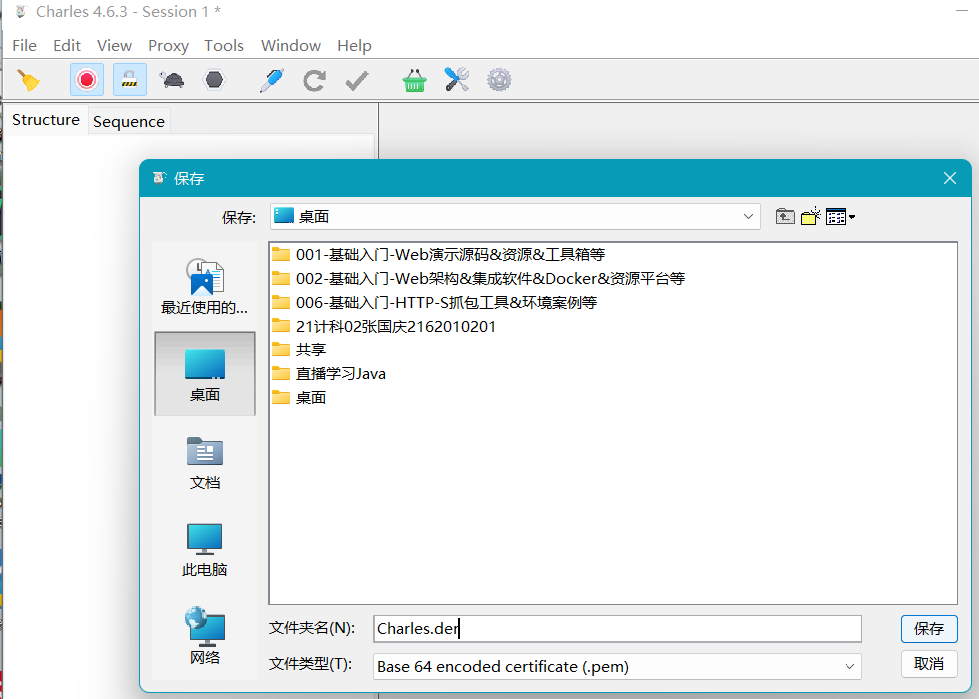 Charles 4.6.3 - Session 1 *
File Edit View Proxy Tools Window Help
Structure Sequence
保存
保存: 桌面
最近使用的...
桌面
文档
此电脑
网络
001-基础入门-Web演示源码&资源&工具箱等
002-基础入门-Web架构&集成软件&Docker&资源平台等
006-基础入门-HTTP-S抓包工具&环境案例等
21计科02张国庆2162010201
共享
直播学习Java
桌面
文件夹名(N): Charles.der 保存
文件类型(T): Base 64 encoded certificate (.pem) 取消